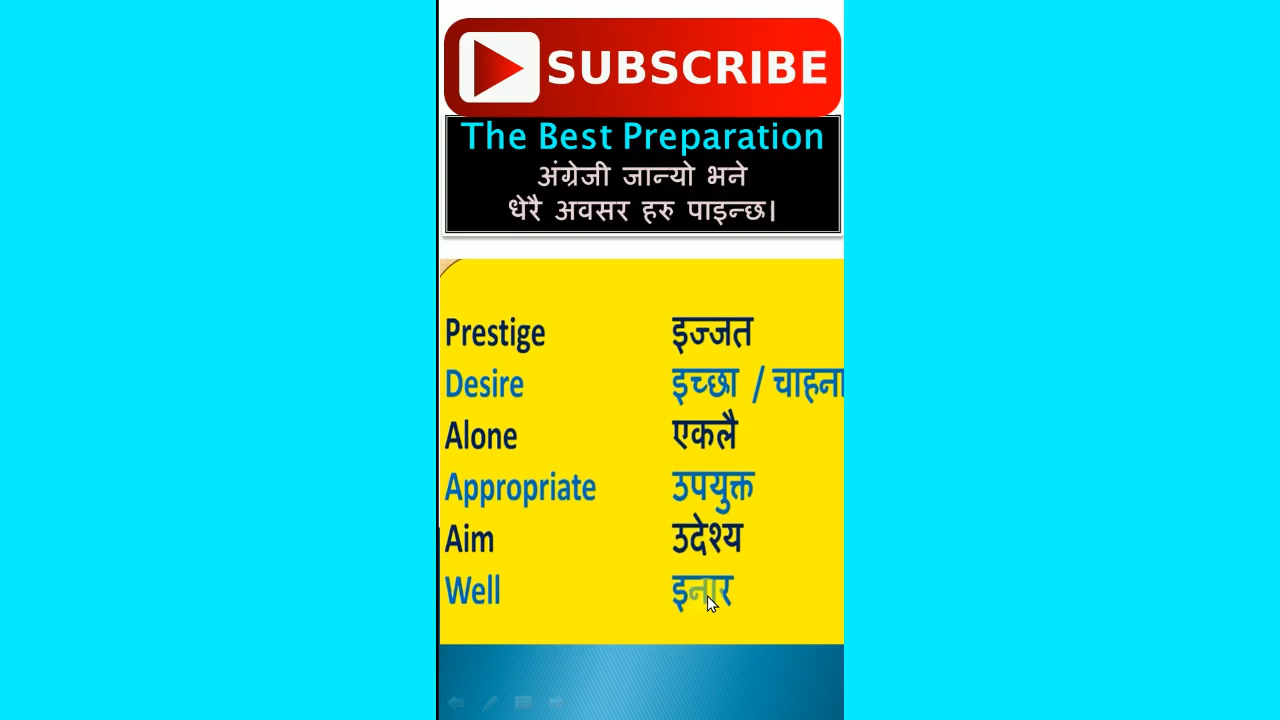 SUBSCRIBE
The Best Preparation
अंग्रेजी जान्यो भने
धेरै अवसर हरु पाइन्छ।
Prestige इज्जत
Desire इच्छा / चाहना
Alone एकलै
Appropriate उपयुक्त
Aim उदेश्य
Well इनार